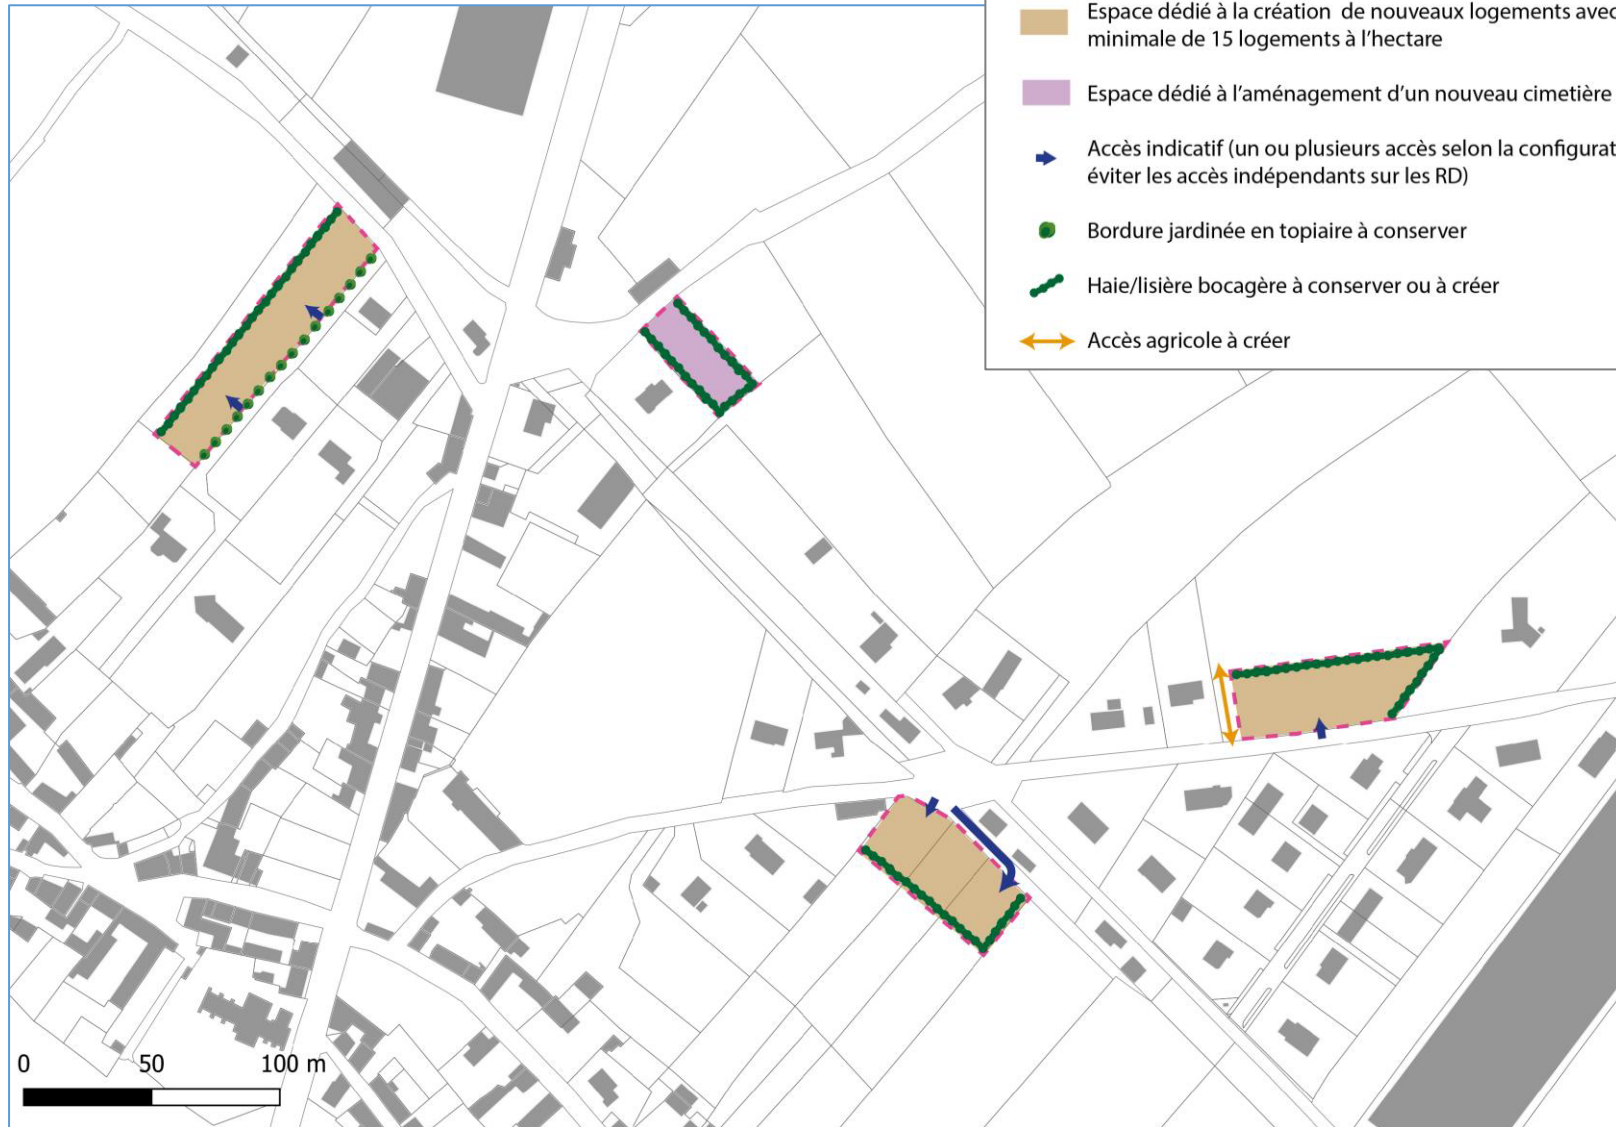 Espace dédié à la création de nouveaux logements avec
minimale de 15 logements à l'hectare
Espace dédié à l'aménagement d'un nouveau cimetière
Accès indicatif (un ou plusieurs accès selon la configurat
éviter les accès indépendants sur les RD)
Bordure jardinée en topiaire à conserver
Haie/lisière bocagère à conserver ou à créer
Accès agricole à créer
0 50 100 m